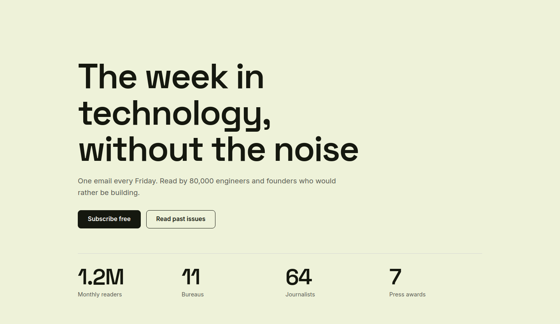 The week in
technology,
without the noise
One email every Friday. Read by 80,000 engineers and founders who would
rather be building.
Subscribe free
Read past issues
1.2M
11
64
7
Monthly readers
Bureaus
Journalists
Press awards